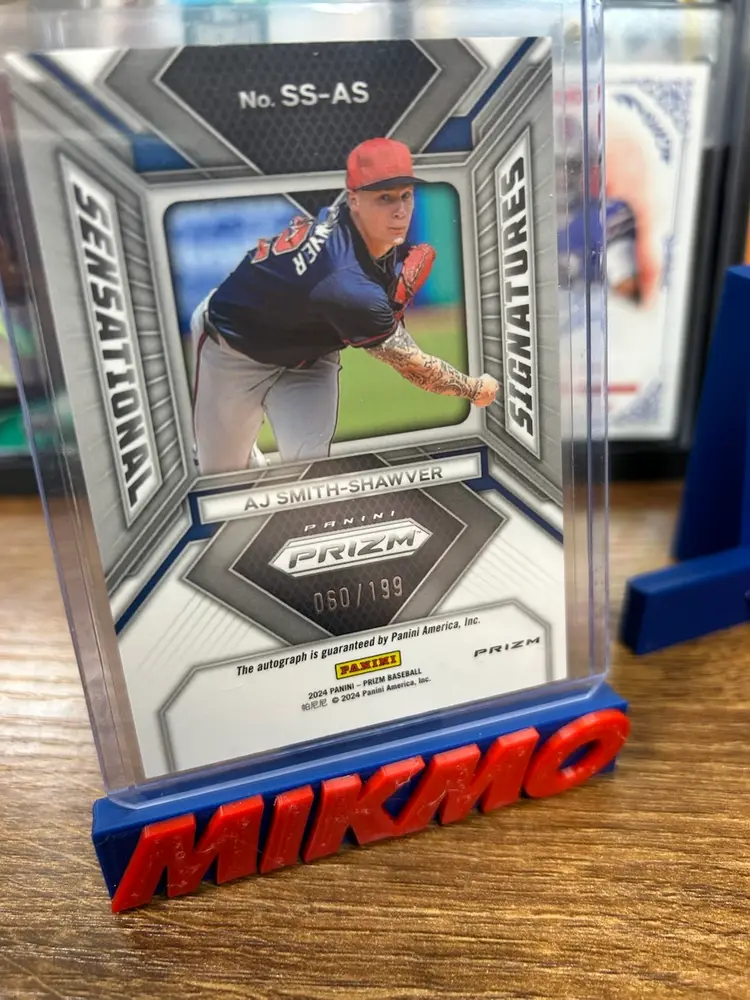 No. SS-AS
SENSATIONAL
SIGNATURES
AJ SMITH-SHAWVER
PANINI
PRIZM
060/199
The autograph is guaranteed by Panini America, Inc.
PANINI
PRIZM
2024 PANINI – PRIZM BASEBALL
帕尼尼 © 2024 Panini America, Inc.
MIKMO